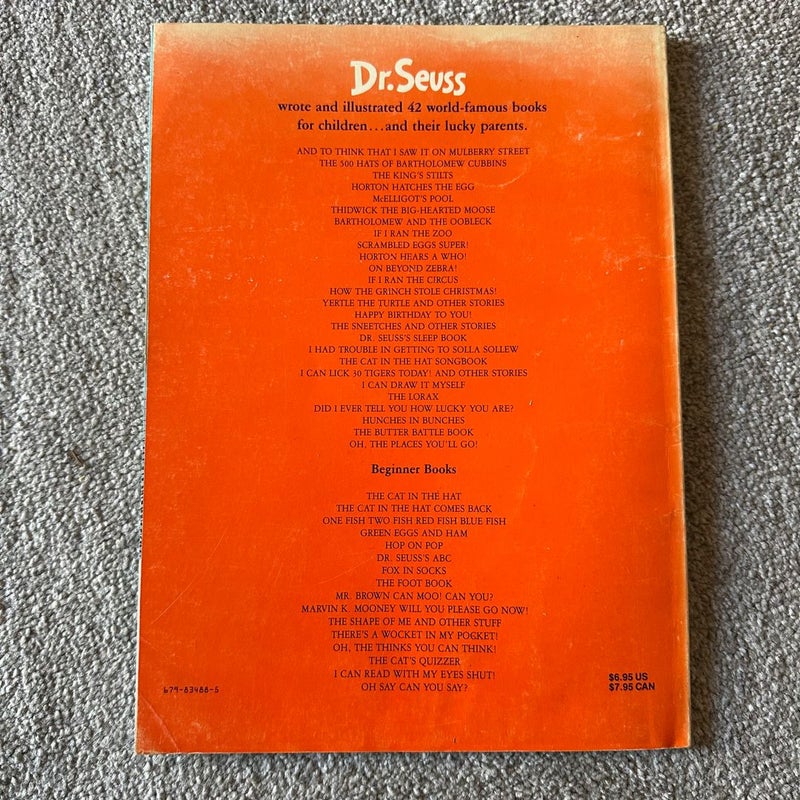 Dr. Seuss
wrote and illustrated 42 world-famous books
for children...and their lucky parents.
AND TO THINK THAT I SAW IT ON MULBERRY STREET
THE 500 HATS OF BARTHOLOMEW CUBBINS
THE KING'S STILTS
HORTON HATCHES THE EGG
McELLIGOT'S POOL
THIDWICK THE BIG-HEARTED MOOSE
BARTHOLOMEW AND THE OOBLECK
IF I RAN THE ZOO
SCRAMBLED EGGS SUPER!
HORTON HEARS A WHO!
ON BEYOND ZEBRA!
IF I RAN THE CIRCUS
HOW THE GRINCH STOLE CHRISTMAS!
YERTLE THE TURTLE AND OTHER STORIES
HAPPY BIRTHDAY TO YOU!
THE SNEETCHES AND OTHER STORIES
DR. SEUSS'S SLEEP BOOK
I HAD TROUBLE IN GETTING TO SOLLA SOLLEW
THE CAT IN THE HAT SONGBOOK
I CAN LICK 30 TIGERS TODAY! AND OTHER STORIES
I CAN DRAW IT MYSELF
THE LORAX
DID I EVER TELL YOU HOW LUCKY YOU ARE?
HUNCHES IN BUNCHES
THE BUTTER BATTLE BOOK
OH, THE PLACES YOU'LL GO!
Beginner Books
THE CAT IN THE HAT
THE CAT IN THE HAT COMES BACK
ONE FISH TWO FISH RED FISH BLUE FISH
GREEN EGGS AND HAM
HOP ON POP
DR. SEUSS'S ABC
FOX IN SOCKS
THE FOOT BOOK
MR. BROWN CAN MOO! CAN YOU?
MARVIN K. MOONEY WILL YOU PLEASE GO NOW!
THE SHAPE OF ME AND OTHER STUFF
THERE'S A WOCKET IN MY POCKET!
OH, THE THINKS YOU CAN THINK!
THE CAT'S QUIZZER
I CAN READ WITH MY EYES SHUT!
OH SAY CAN YOU SAY?
679-83488-5
$6.95 US
$7.95 CAN